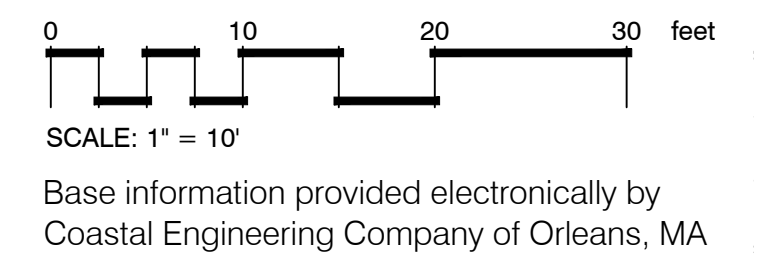 0 10 20 30 feet
SCALE: 1" = 10'
Base information provided electronically by
Coastal Engineering Company of Orleans, MA